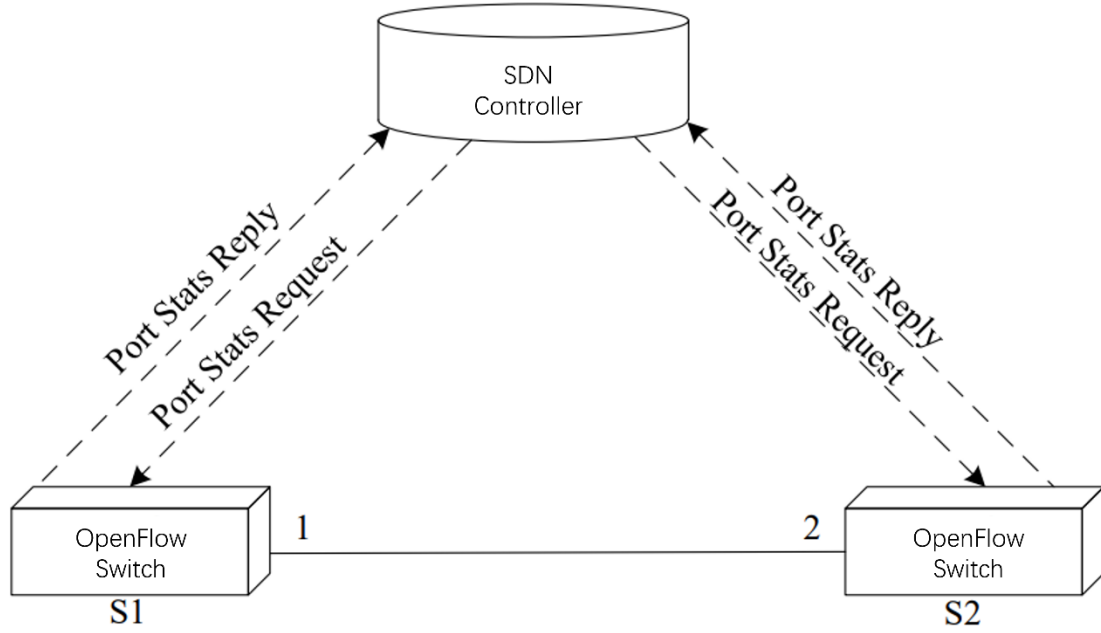 SDN
Controller
Port Stats Reply
Port Stats Request
Port Stats Request
Port Stats Reply
1
2
OpenFlow
Switch
OpenFlow
Switch
S1
S2